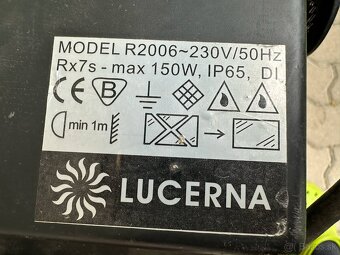 MODEL R2006~230V/50Hz
Rx7s - max 150W, IP65, DI
CE B
min 1m
LUCERNA